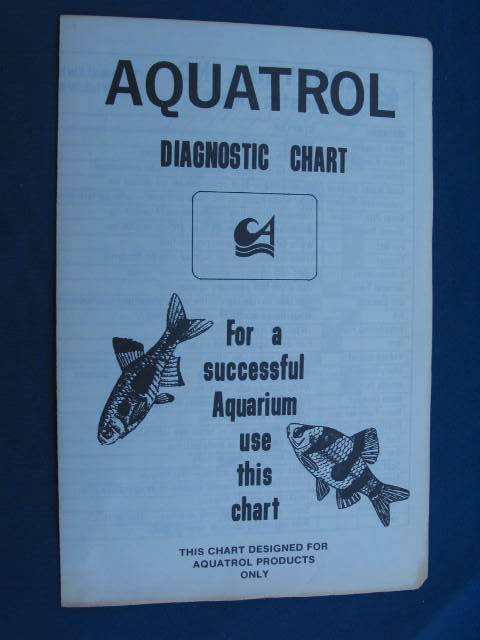 AQUATROL
DIAGNOSTIC CHART
For a
successful
Aquarium
use
this
chart
THIS CHART DESIGNED FOR
AQUATROL PRODUCTS
ONLY